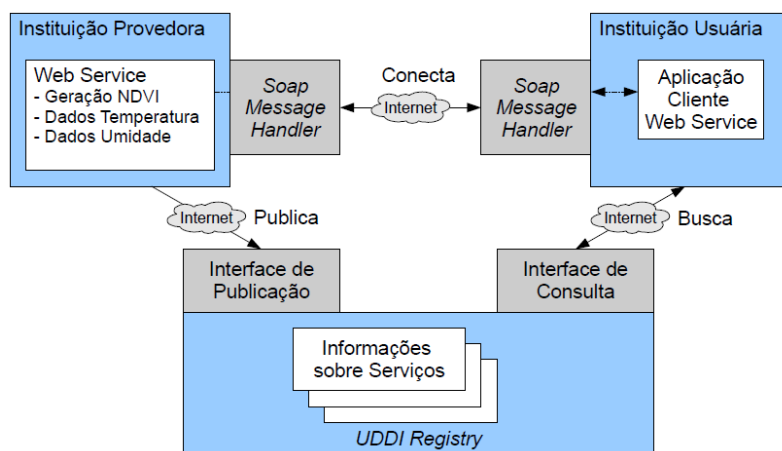 Instituição Provedora
Web Service
- Geração NDVI
- Dados Temperatura
- Dados Umidade
Soap
Message
Handler
Conecta
Internet
Soap
Message
Handler
Instituição Usuária
Aplicação
Cliente
Web Service
Internet
Publica
Internet
Busca
Interface de
Publicação
Interface de
Consulta
Informações
sobre Serviços
UDDI Registry